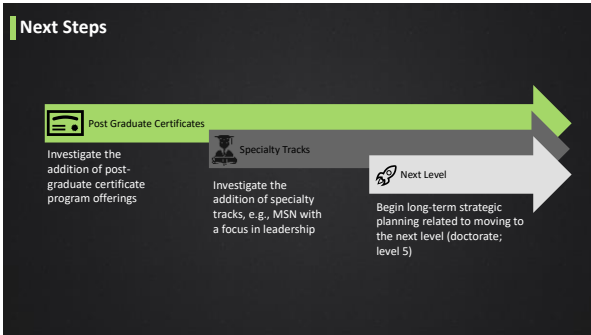 Next Steps
Post Graduate Certificates
Investigate the
addition of post-
graduate certificate
program offerings
Specialty Tracks
Investigate the
addition of specialty
tracks, e.g., MSN with
a focus in leadership
Next Level
Begin long-term strategic
planning related to moving to
the next level (doctorate;
level 5)